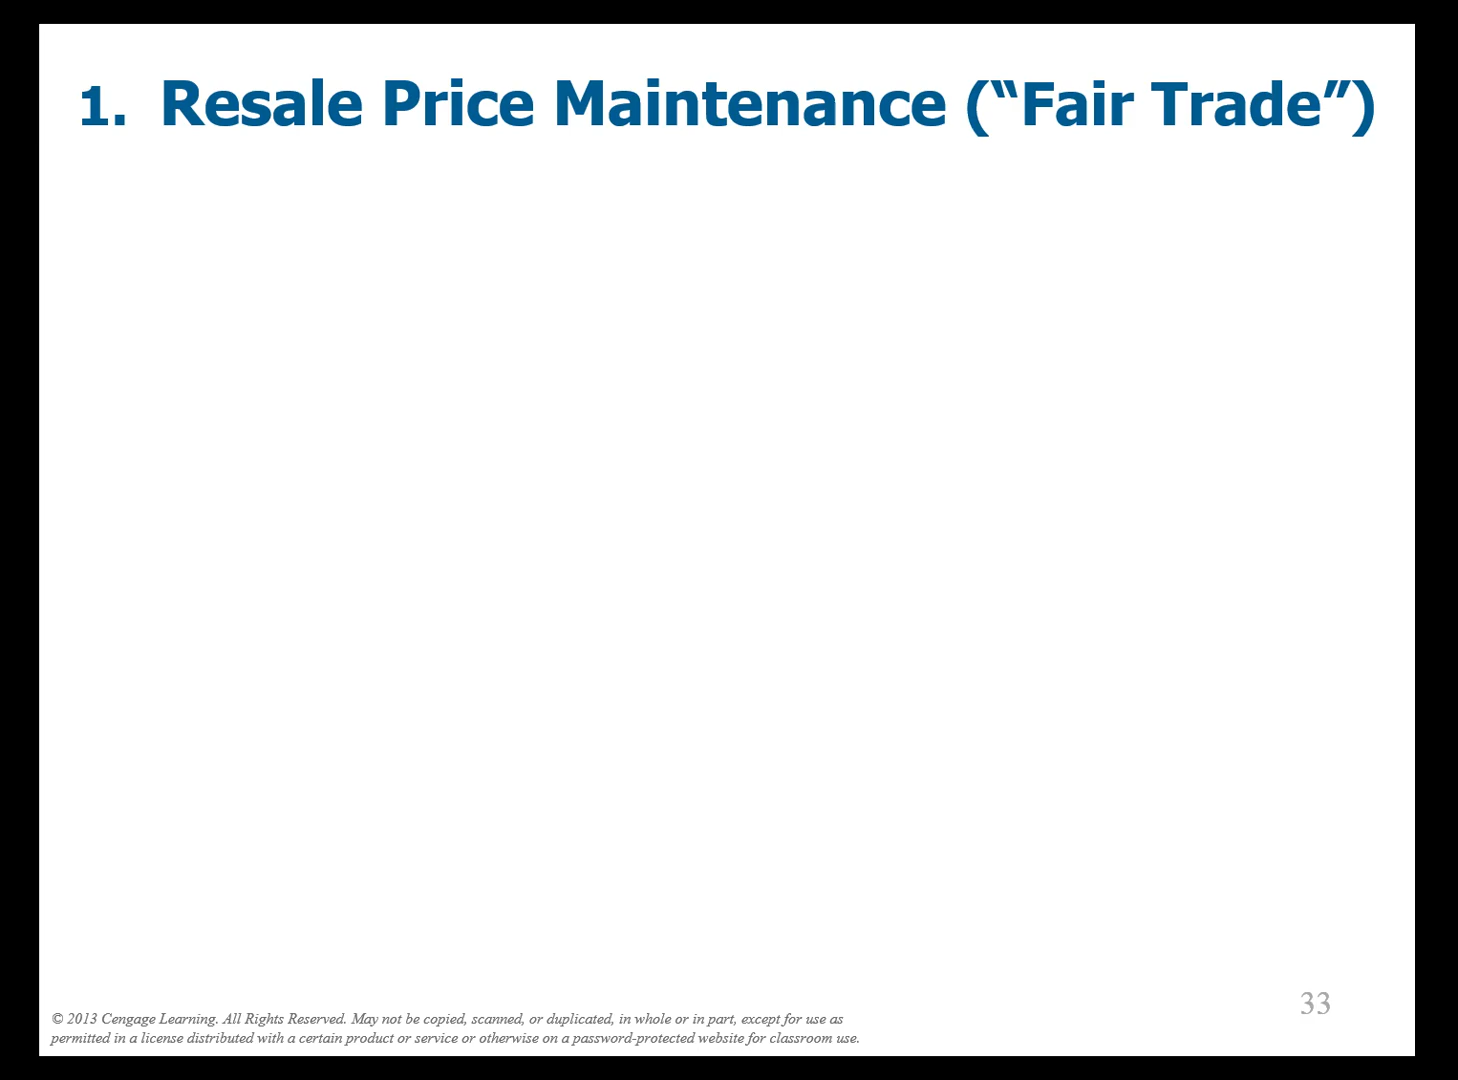 1. Resale Price Maintenance (“Fair Trade”)
33
© 2013 Cengage Learning. All Rights Reserved. May not be copied, scanned, or duplicated, in whole or in part, except for use as
permitted in a license distributed with a certain product or service or otherwise on a password-protected website for classroom use.